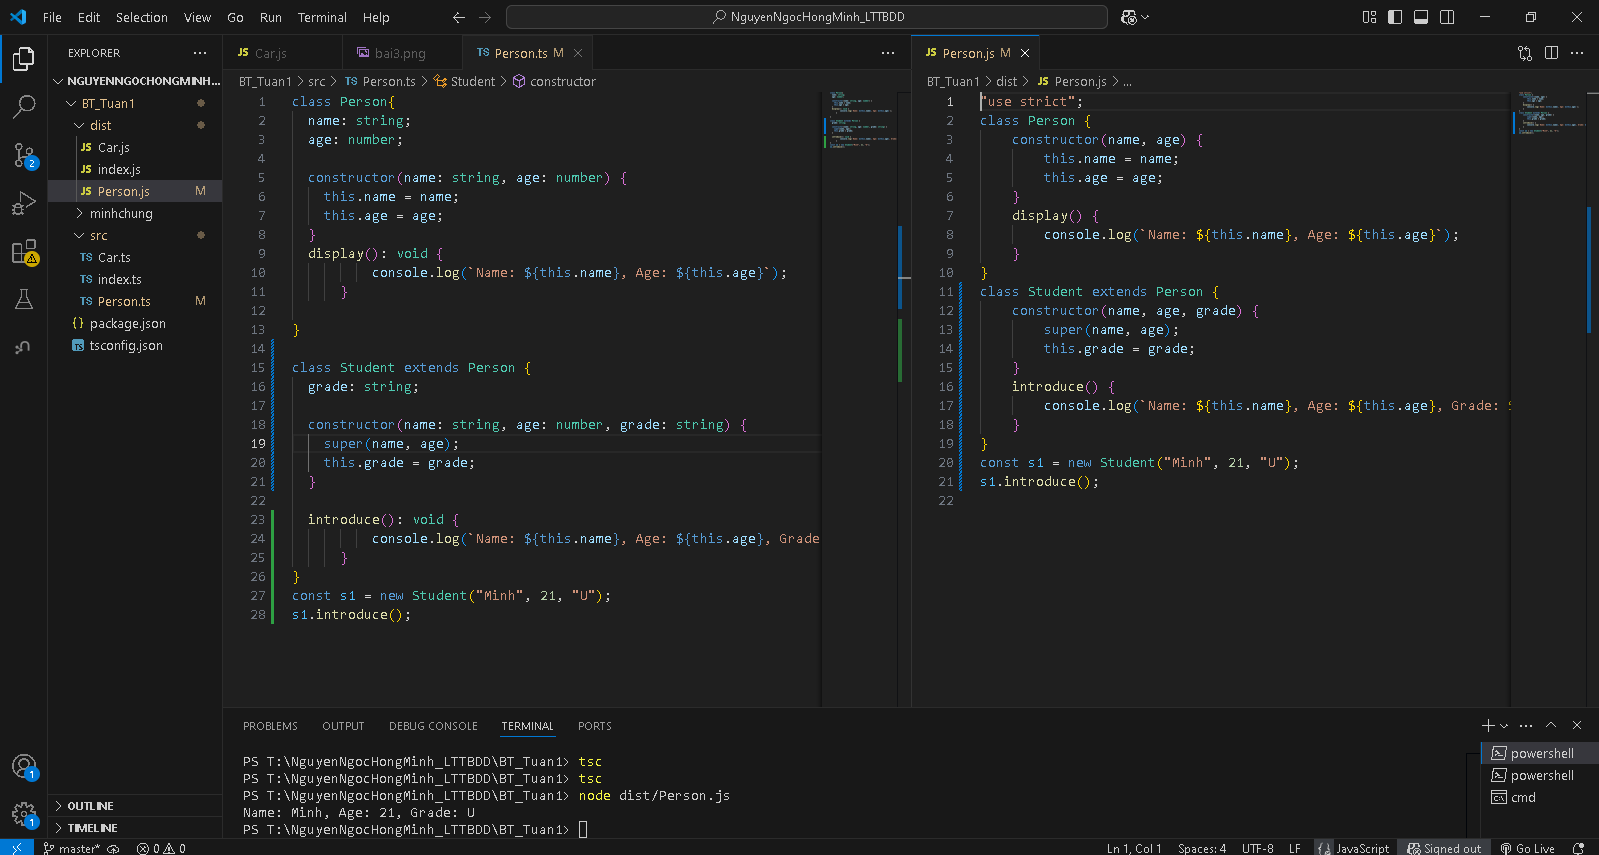 File Edit Selection View Go Run Terminal Help
NguyenNgocHongMinh_LTTBDD
EXPLORER
NGUYENNGOCHONGMINH...
BT_Tuan1
dist
Car.js
index.js
Person.js M
minhchung
src
Car.ts
index.ts
Person.ts M
package.json
tsconfig.json
OUTLINE
TIMELINE
Car.js bai3.png Person.ts M
BT_Tuan1 > src > TS Person.ts > Student > constructor
1 class Person{
2 name: string;
3 age: number;
4
5 constructor(name: string, age: number) {
6 this.name = name;
7 this.age = age;
8 }
9 display(): void {
10 console.log(`Name: ${this.name}, Age: ${this.age}`);
11 }
12
13 }
14
15 class Student extends Person {
16 grade: string;
17
18 constructor(name: string, age: number, grade: string) {
19 super(name, age);
20 this.grade = grade;
21 }
22
23 introduce(): void {
24 console.log(`Name: ${this.name}, Age: ${this.age}, Grade
25 }
26 }
27 const s1 = new Student("Minh", 21, "U");
28 s1.introduce();
Person.js M
BT_Tuan1 > dist > JS Person.js > ...
1 "use strict";
2 class Person {
3 constructor(name, age) {
4 this.name = name;
5 this.age = age;
6 }
7 display() {
8 console.log(`Name: ${this.name}, Age: ${this.age}`);
9 }
10 }
11 class Student extends Person {
12 constructor(name, age, grade) {
13 super(name, age);
14 this.grade = grade;
15 }
16 introduce() {
17 console.log(`Name: ${this.name}, Age: ${this.age}, Grade:
18 }
19 }
20 const s1 = new Student("Minh", 21, "U");
21 s1.introduce();
22
PROBLEMS OUTPUT DEBUG CONSOLE TERMINAL PORTS
PS T:\NguyenNgocHongMinh_LTTBDD\BT_Tuan1> tsc
PS T:\NguyenNgocHongMinh_LTTBDD\BT_Tuan1> tsc
PS T:\NguyenNgocHongMinh_LTTBDD\BT_Tuan1> node dist/Person.js
Name: Minh, Age: 21, Grade: U
PS T:\NguyenNgocHongMinh_LTTBDD\BT_Tuan1>
powershell
powershell
cmd
master* 0 0 Ln 1, Col 1 Spaces: 4 UTF-8 LF JavaScript Signed out Go Live